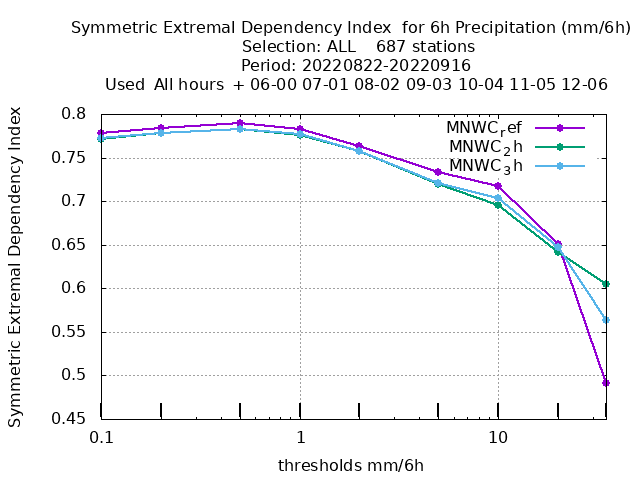 Symmetric Extremal Dependency Index  for 6h Precipitation (mm/6h)
Selection: ALL    687 stations
Period: 20220822-20220916
Used  All hours  + 06-00 07-01 08-02 09-03 10-04 11-05 12-06
Symmetric Extremal Dependency Index
0.8
0.75
0.7
0.65
0.6
0.55
0.5
0.45
MNWCref
MNWC2h
MNWC3h
0.1 1 10
thresholds mm/6h